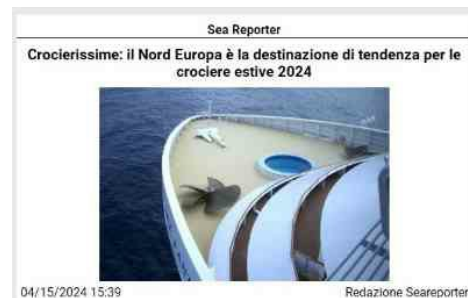 Sea Reporter
Crocierissime: il Nord Europa è la destinazione di tendenza per le
crociere estive 2024
04/15/2024 15:39
Redazione Seareporter